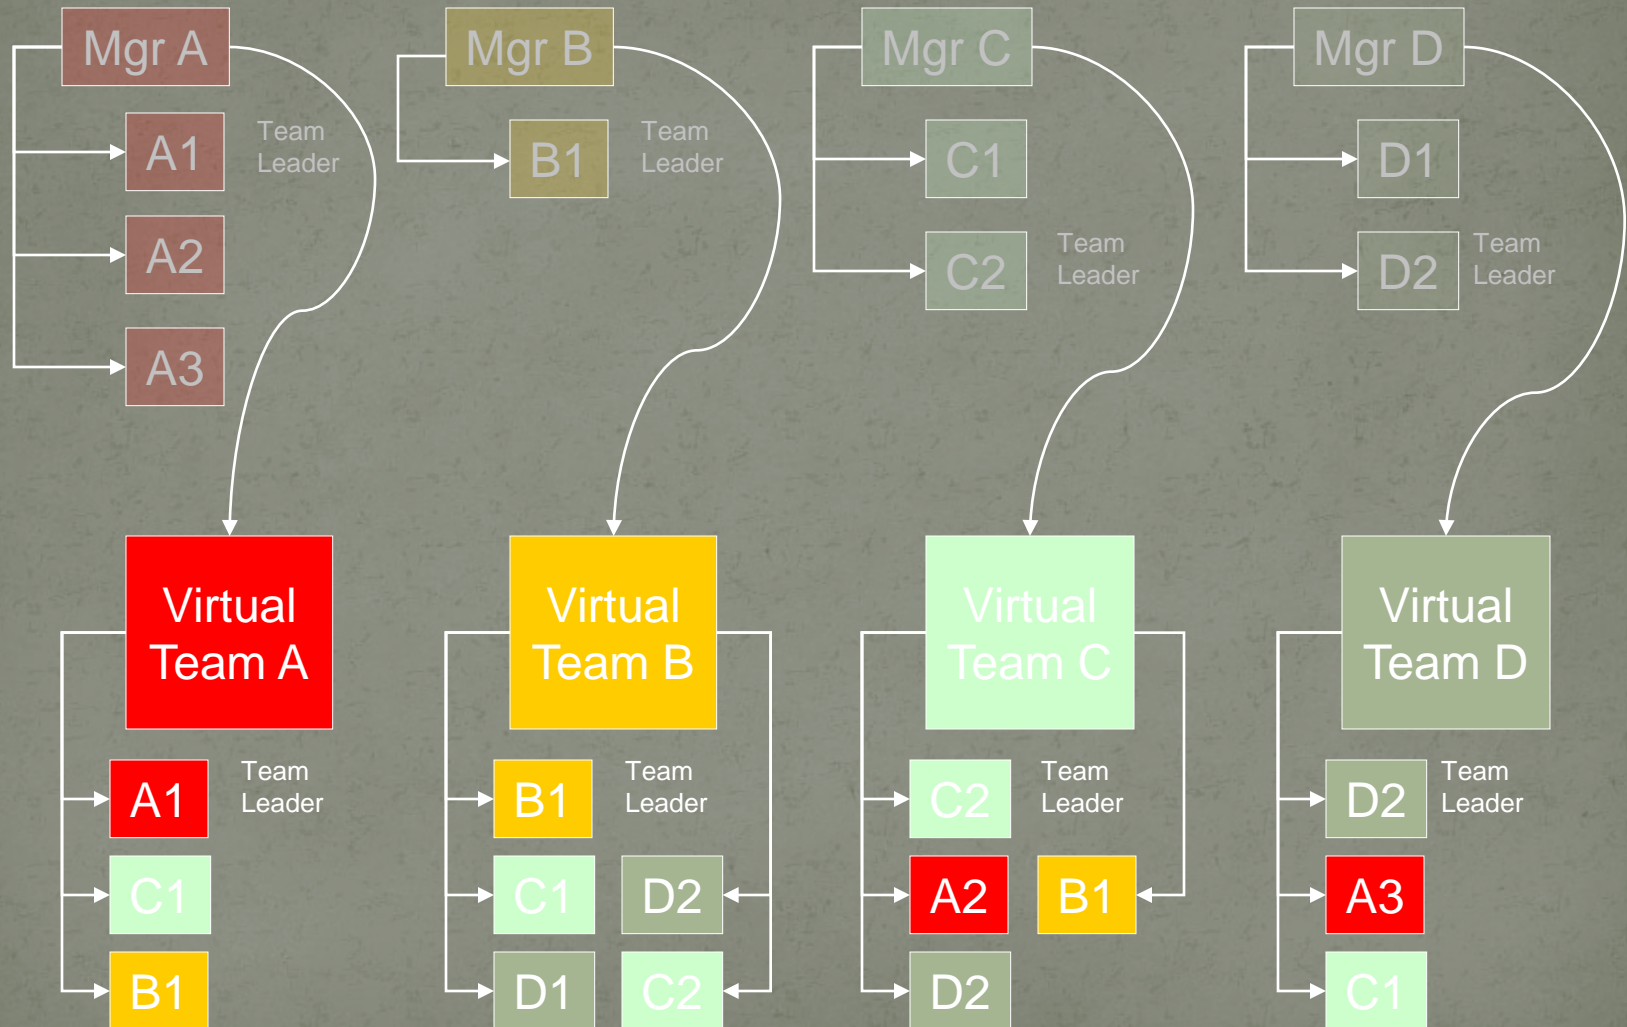 Mgr A
A1
Team
Leader
A2
A3
Mgr B
B1
Team
Leader
Mgr C
C1
C2
Team
Leader
Mgr D
D1
D2
Team
Leader
Virtual
Team A
A1
Team
Leader
C1
B1
Virtual
Team B
B1
Team
Leader
C1
D2
D1
C2
Virtual
Team C
C2
Team
Leader
A2
B1
D2
Virtual
Team D
D2
Team
Leader
A3
C1